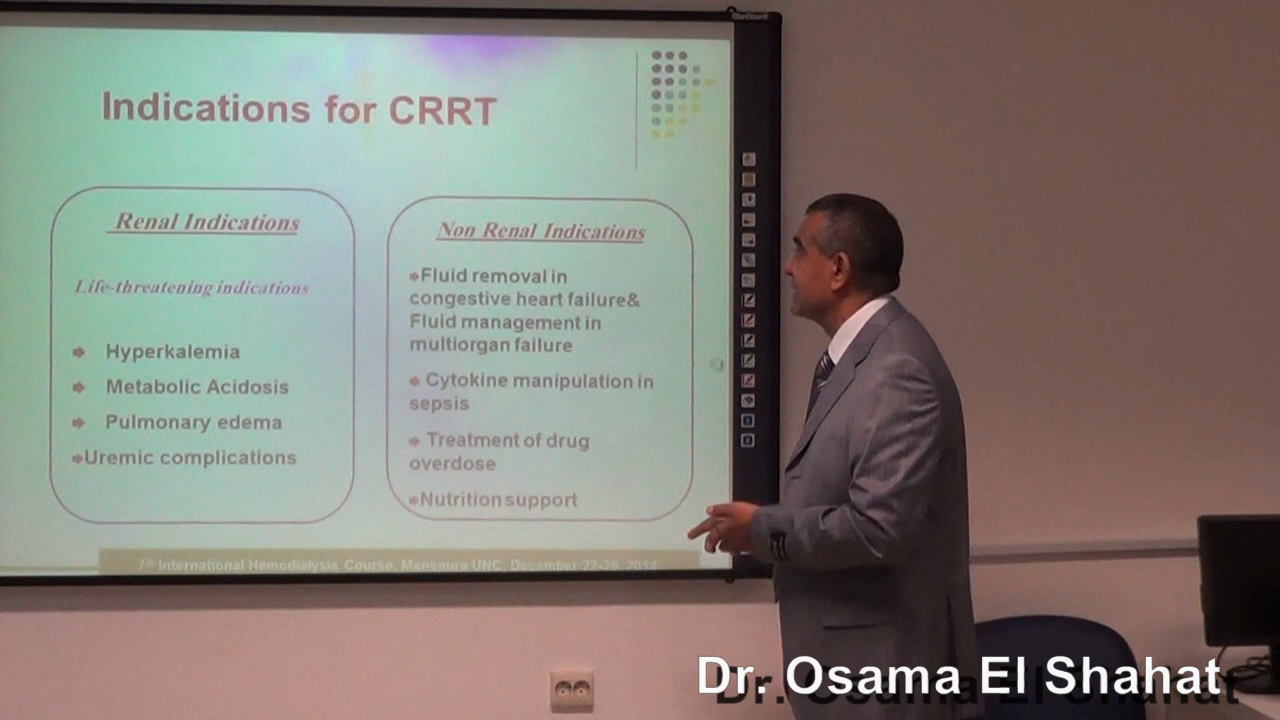 StarBoard
Indications for CRRT
Renal Indications
Life-threatening indications
Hyperkalemia
Metabolic Acidosis
Pulmonary edema
Uremic complications
Non Renal Indications
Fluid removal in
congestive heart failure&
Fluid management in
multiorgan failure
Cytokine manipulation in
sepsis
Treatment of drug
overdose
Nutrition support
7th International Hemodialysis Course, Mansoura UNC, December 22-26, 2014
Dr. Osama El Shahat